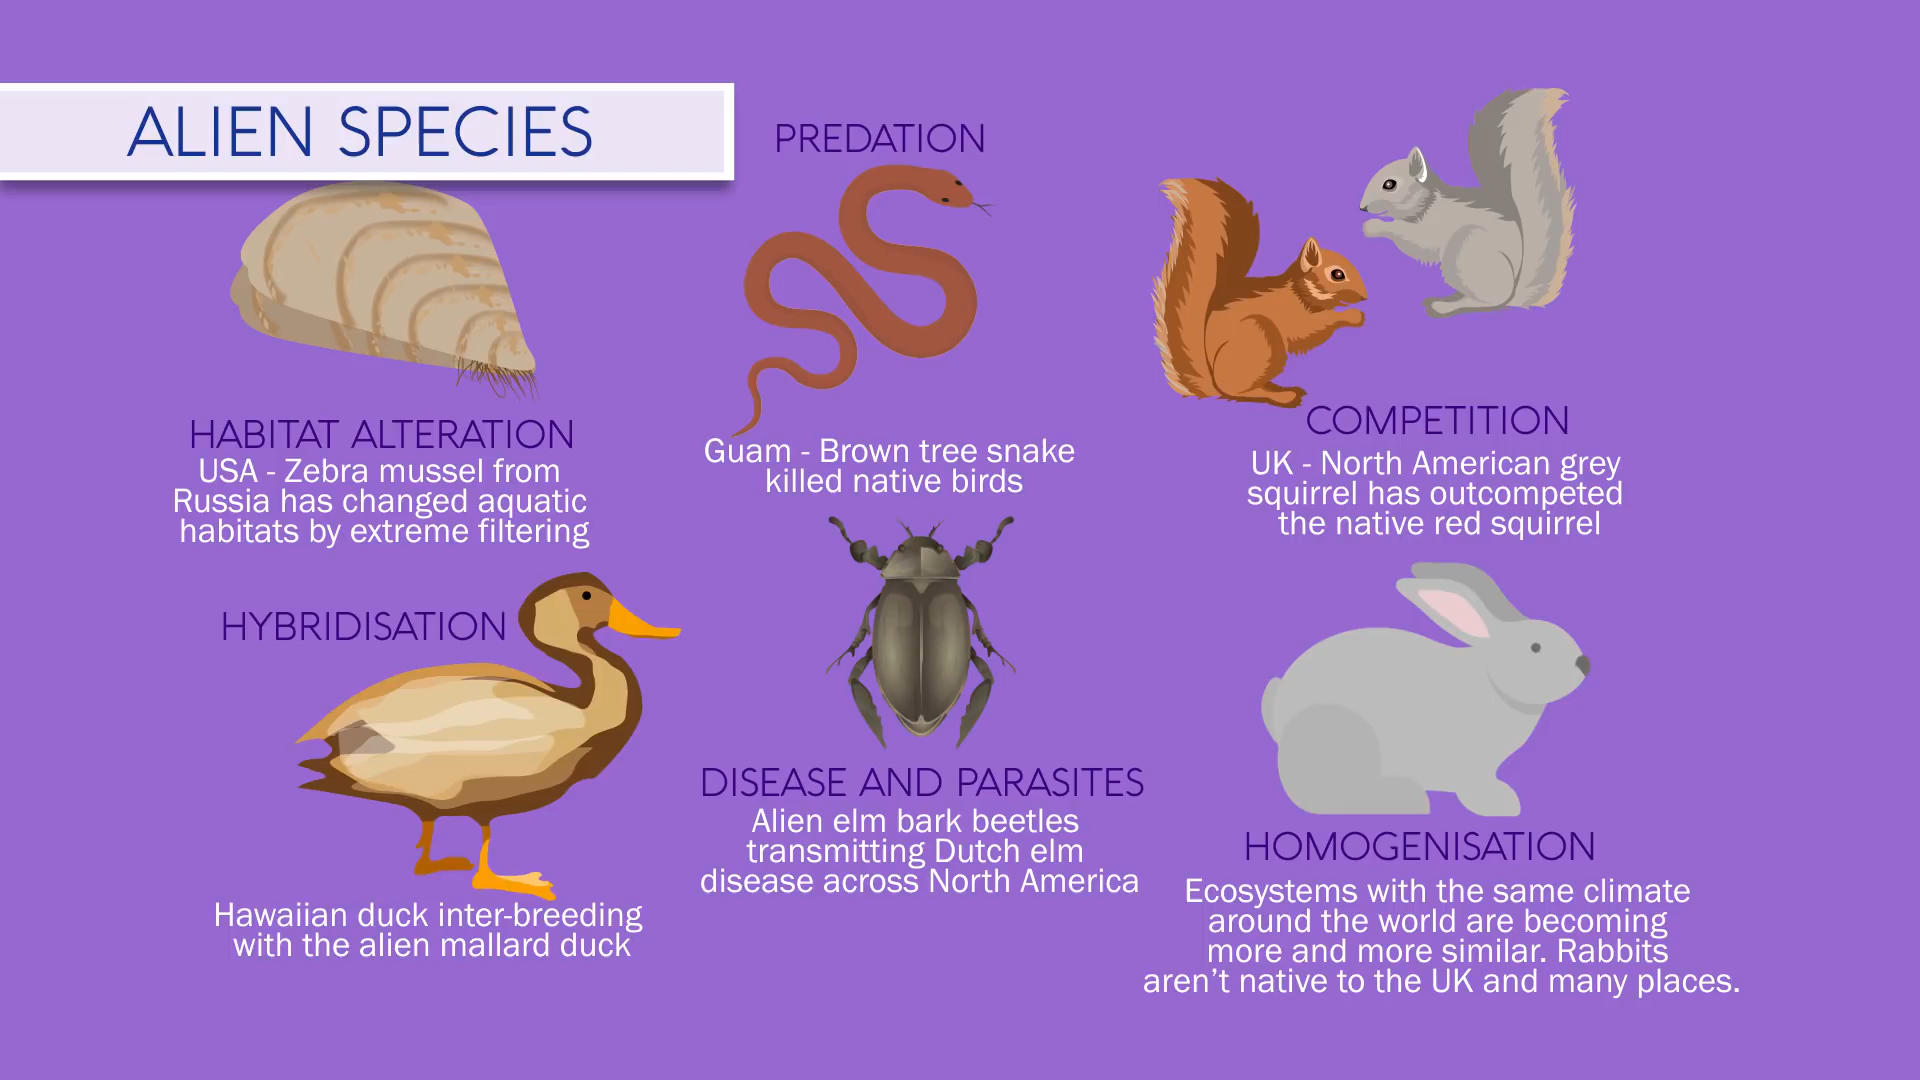 ALIEN SPECIES
HABITAT ALTERATION
USA - Zebra mussel from
Russia has changed aquatic
habitats by extreme filtering
PREDATION
Guam - Brown tree snake
killed native birds
COMPETITION
UK - North American grey
squirrel has outcompeted
the native red squirrel
HYBRIDISATION
Hawaiian duck inter-breeding
with the alien mallard duck
DISEASE AND PARASITES
Alien elm bark beetles
transmitting Dutch elm
disease across North America
HOMOGENISATION
Ecosystems with the same climate
around the world are becoming
more and more similar. Rabbits
aren't native to the UK and many places.